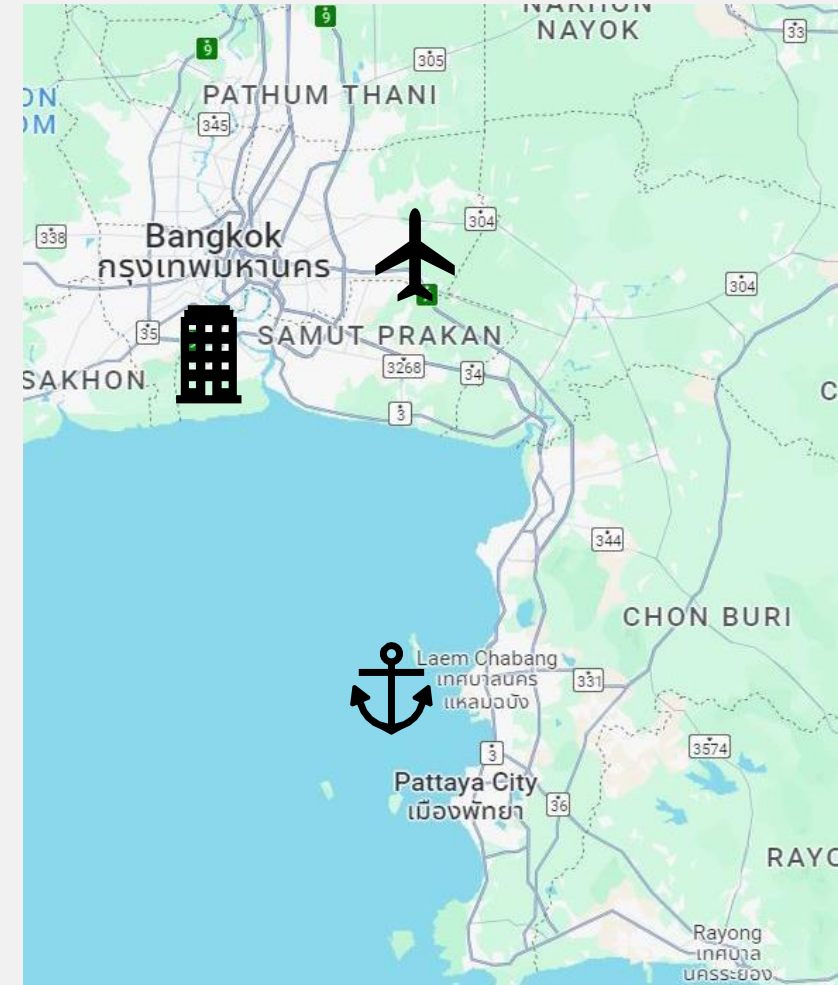 NAKHON
NAYOK
9
9
33
305
ON
OM
PATHUM THANI
345
304
338
Bangkok
กรุงเทพมหานคร
304
35
SAMUT PRAKAN
3268
34
SAKHON
C
3
344
CHON BURI
Laem Chabang
เทศบาลนคร
แหลมฉบัง
331
3
3574
Pattaya City
เมืองพัทยา
36
RAYO
Rayong
เทศบาล
นครระยอง